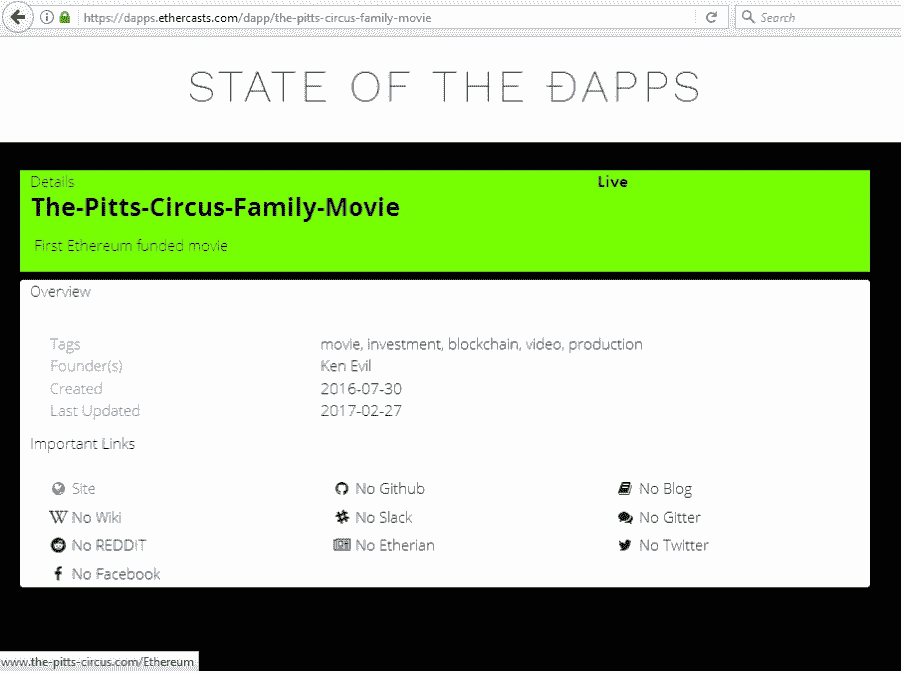 https://dapps.ethercasts.com/dapp/the-pitts-circus-family-movie
Search
STATE OF THE ÐAPPS
Details
Live
The-Pitts-Circus-Family-Movie
First Ethereum funded movie
Overview
Tags movie, investment, blockchain, video, production
Founder(s) Ken Evil
Created 2016-07-30
Last Updated 2017-02-27
Important Links
Site No Github No Blog
No Wiki No Slack No Gitter
No REDDIT No Etherian No Twitter
No Facebook
www.the-pitts-circus.com/Ethereum